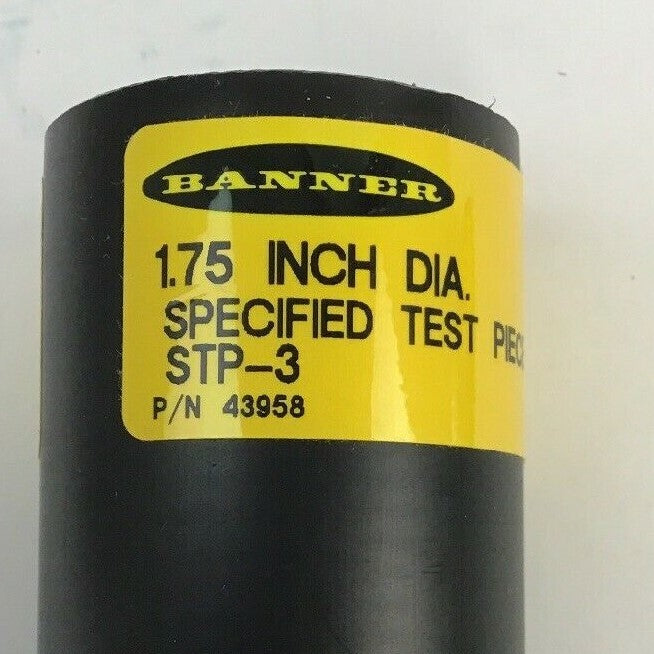 BANNER
1.75 INCH DIA.
SPECIFIED TEST PIEC
STP-3
P/N 43958